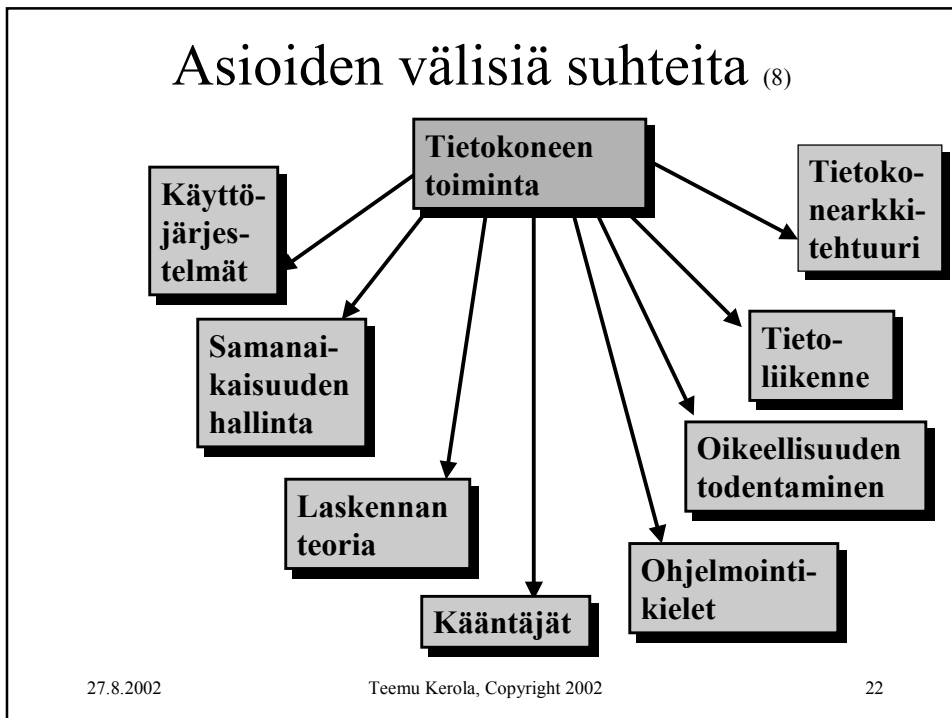 Asioiden välisiä suhteita (8)
Tietokoneen
toiminta
Käyttö-
järjes-
telmät
Tietoko-
nearkki-
tehtuuri
Samanai-
kaisuuden
hallinta
Tieto-
liikenne
Oikeellisuuden
todentaminen
Laskennan
teoria
Ohjelmointi-
kielet
Kääntäjät
27.8.2002
Teemu Kerola, Copyright 2002
22